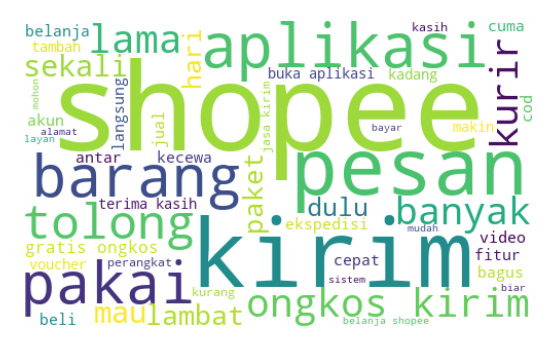 belanja
tambah
lama
hari
aplikasi
kasih
cuma
sekali
buka aplikasi
kadang
kurir
mohon
akun
alamat
layan
langsung
jual
shopee
jasa kirim
bayar
makin
cod
antar
kecewa
barang
paket
pesan
terima kasih
tolong
dulu
ekspedisi
banyak
gratis ongkos
kirim
video
voucher
perangkat
cepat
mudah
fitur
sistem
bagus
pakai
kurang
biar
mau
lambat
ongkos kirim
beli
belanja shopee